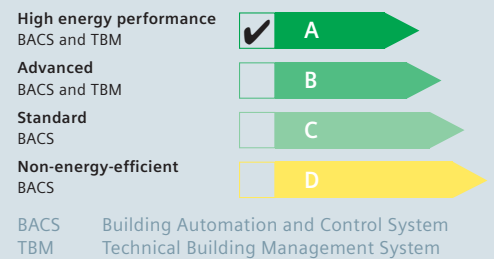 High energy performance
BACS and TBM
✔ A
Advanced
BACS and TBM
B
Standard
BACS
C
Non-energy-efficient
BACS
D
BACS Building Automation and Control System
TBM Technical Building Management System